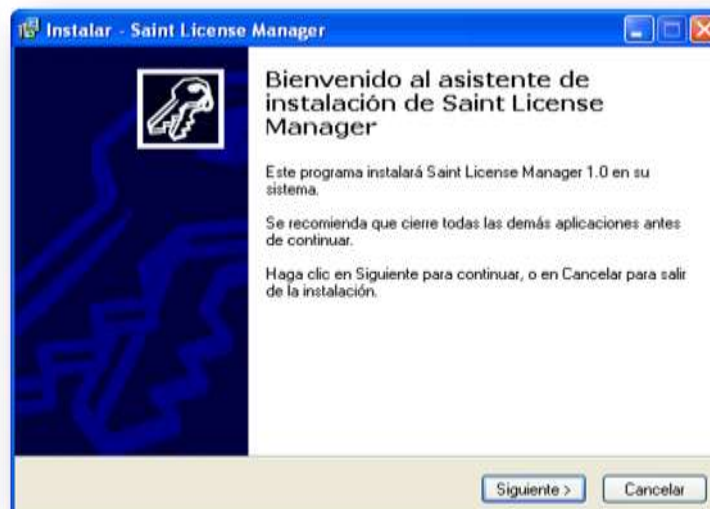 Instalar - Saint License Manager
Bienvenido al asistente de
instalación de Saint License
Manager
Este programa instalará Saint License Manager 1.0 en su
sistema.
Se recomienda que cierre todas las demás aplicaciones antes
de continuar.
Haga clic en Siguiente para continuar, o en Cancelar para salir
de la instalación.
Siguiente >
Cancelar